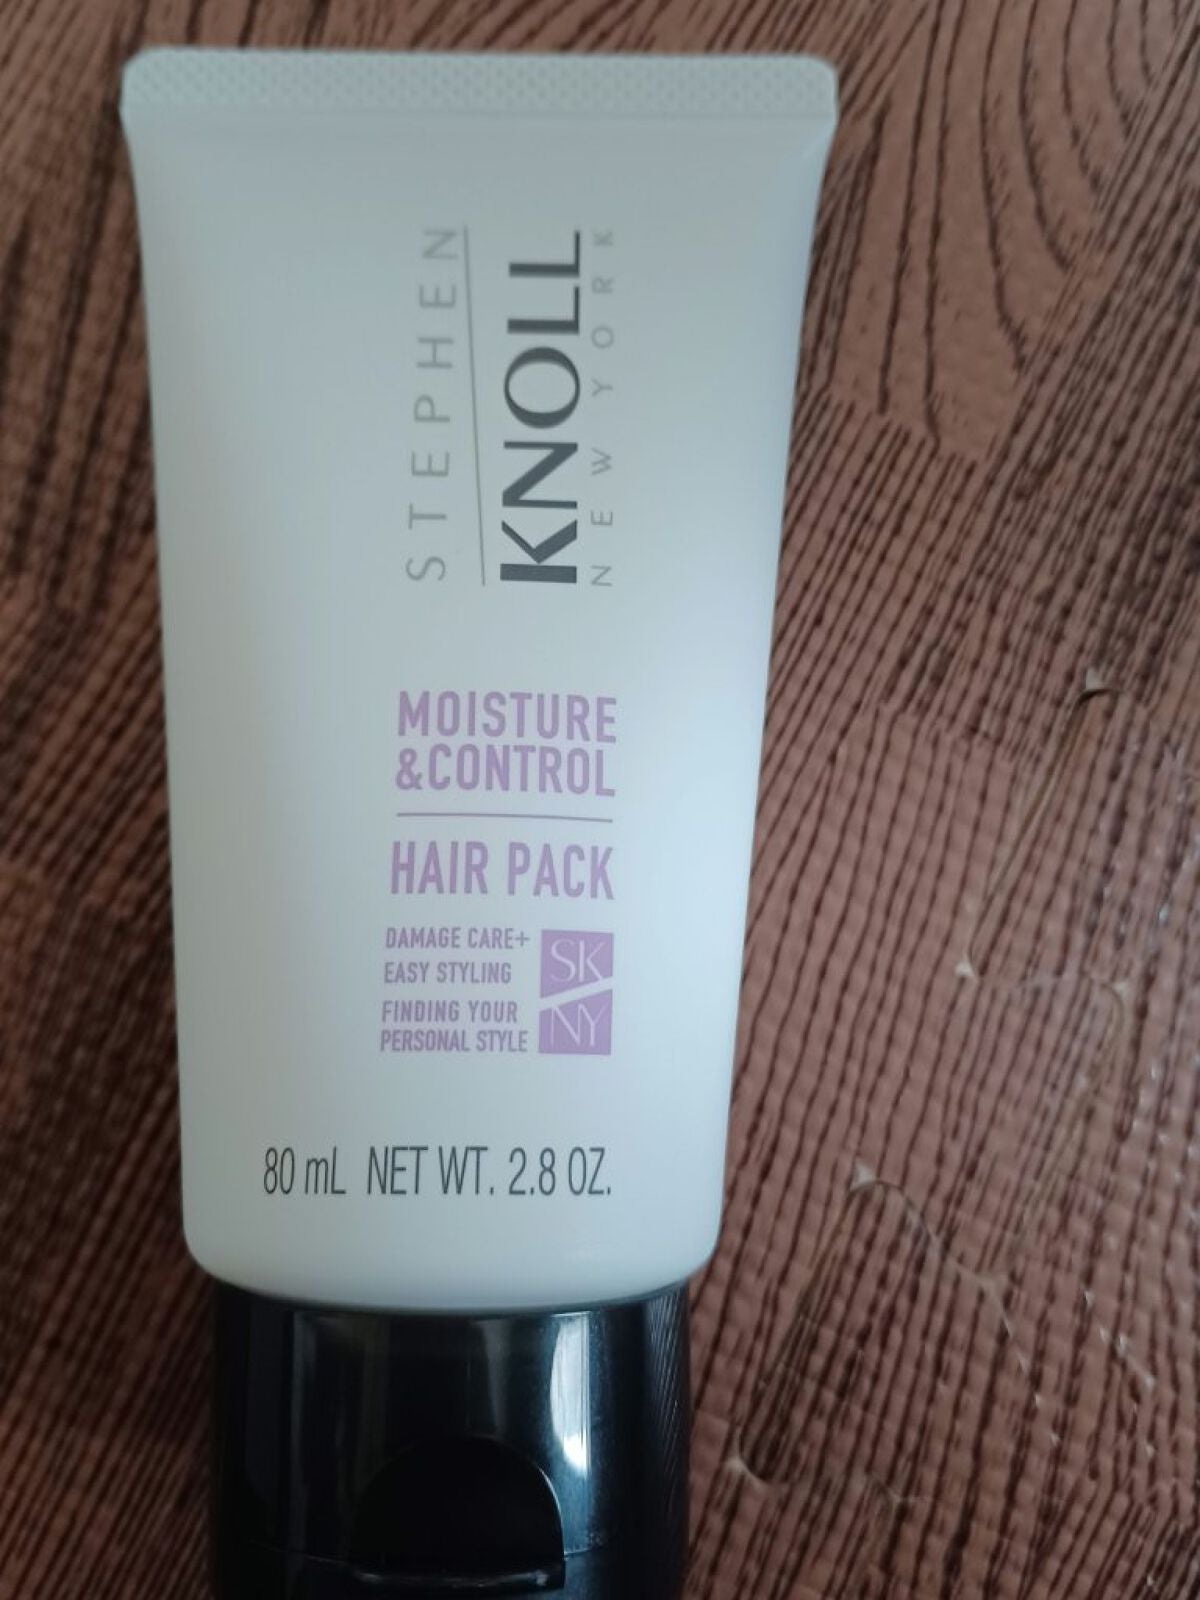 STEPHEN
KNOLL
NEW YORK
MOISTURE
&CONTROL
HAIR PACK
DAMAGE CARE+
EASY STYLING
FINDING YOUR
PERSONAL STYLE
SK
NY
80 mL NET WT. 2.8 OZ.